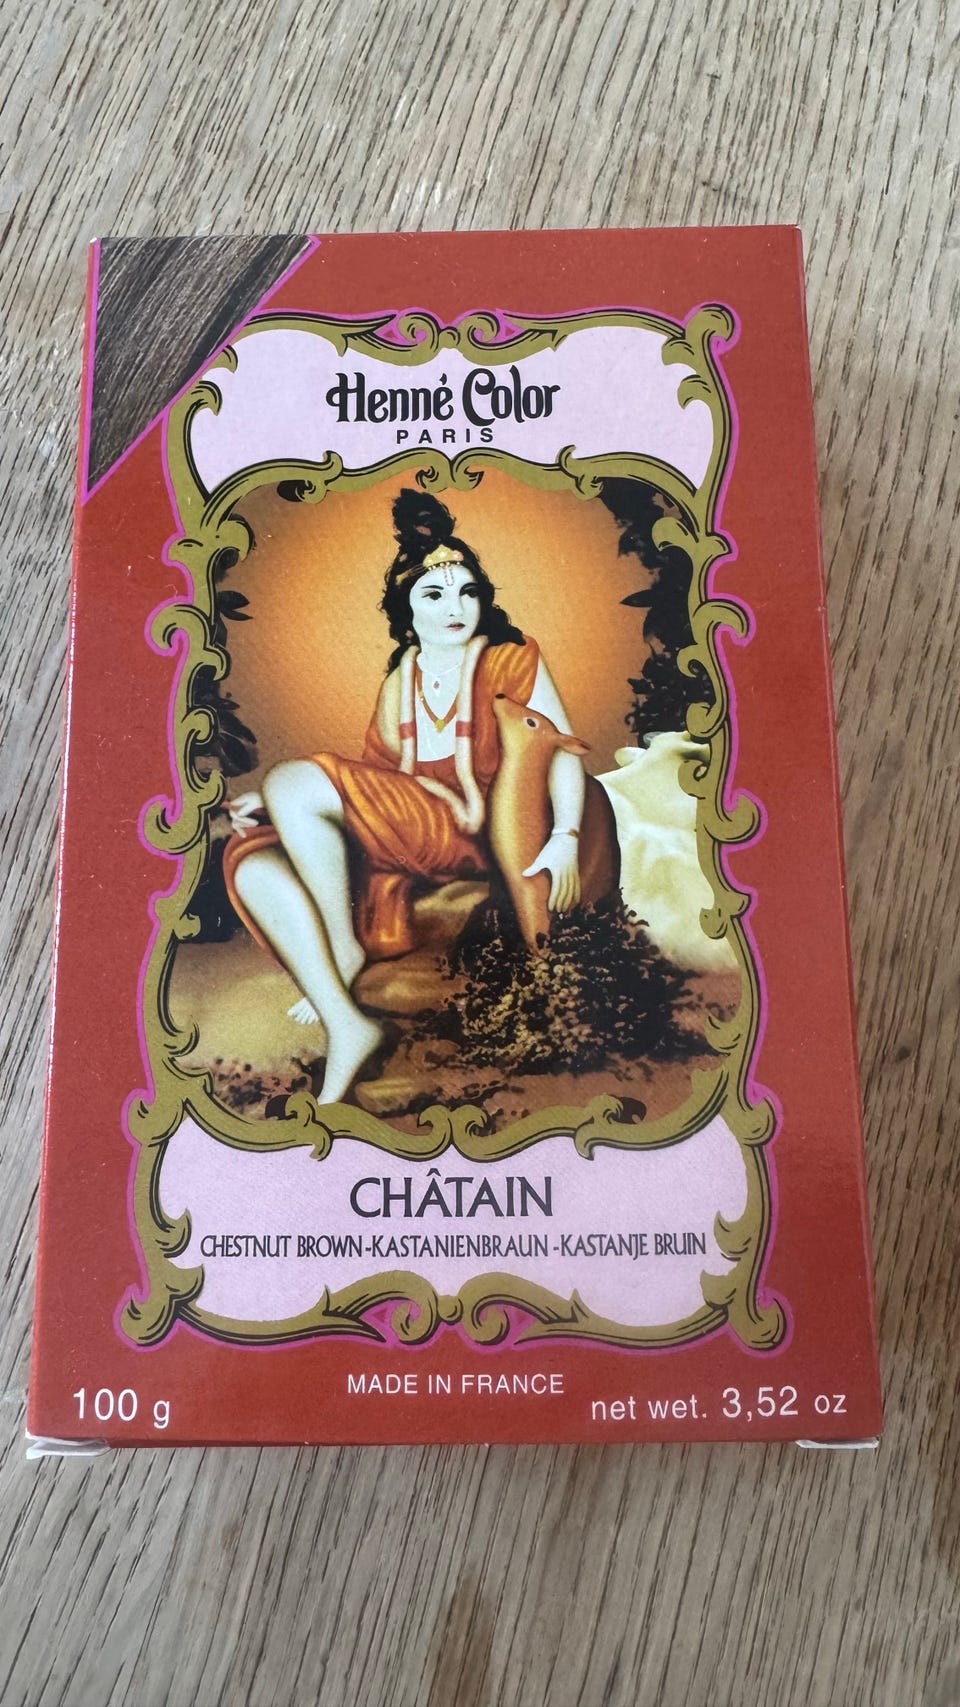 Henné Color
PARIS
CHÂTAIN
CHESTNUT BROWN-KASTANIENBRAUN-KASTANJE BRUIN
MADE IN FRANCE
100 g
net wet. 3,52 oz